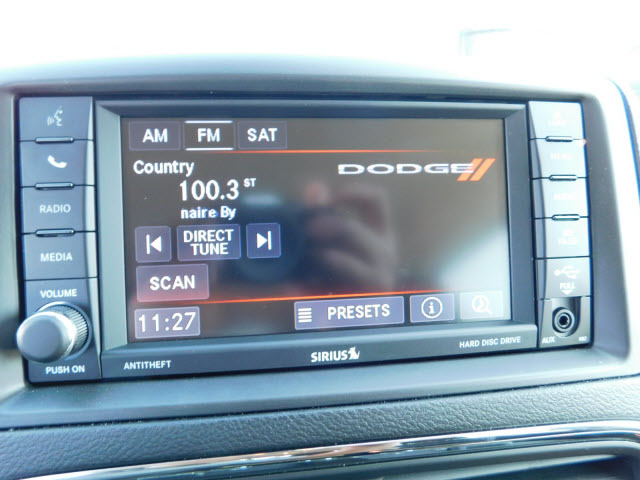 AM FM SAT
Country
DODGE
100.3 ST
naire By
DIRECT
TUNE
SCAN
11:27
PRESETS
RADIO
MEDIA
VOLUME
PUSH ON
ANTITHEFT
SIRIUS
HARD DISC DRIVE
PULL
AUX